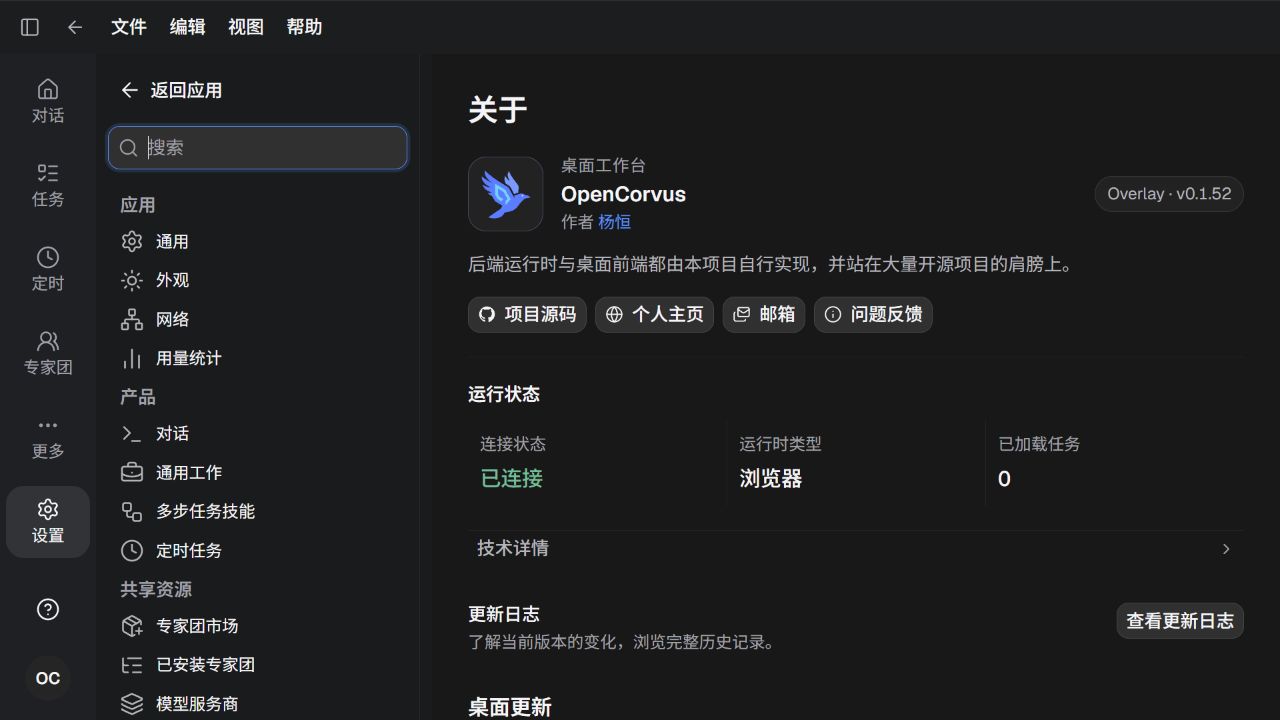 文件 编辑 视图 帮助
对话
任务
定时
专家团
更多
设置
OC
返回应用
搜索
应用
通用
外观
网络
用量统计
产品
对话
通用工作
多步任务技能
定时任务
共享资源
专家团市场
已安装专家团
模型服务商
关于
桌面工作台
OpenCorvus
作者 杨恒
Overlay · v0.1.52
后端运行时与桌面前端都由本项目自行实现，并站在大量开源项目的肩膀上。
项目源码 个人主页 邮箱 问题反馈
运行状态
连接状态 运行时类型 已加载任务
已连接 浏览器 0
技术详情
更新日志
了解当前版本的变化，浏览完整历史记录。
查看更新日志
桌面更新